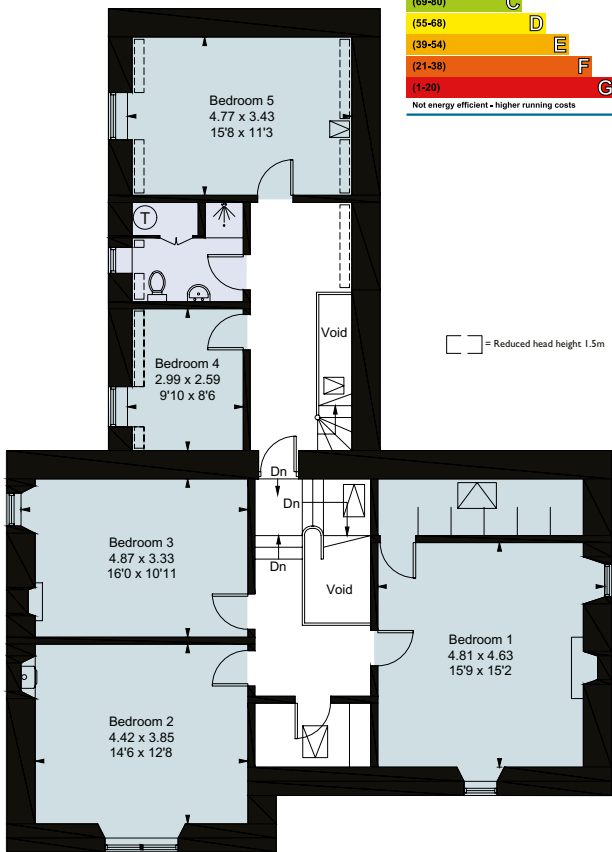 (69-80) C
(55-68) D
(39-54) E
(21-38) F
(1-20) G
Not energy efficient - higher running costs
Bedroom 5
4.77 x 3.43
15'8 x 11'3
T
Void
= Reduced head height 1.5m
Bedroom 4
2.99 x 2.59
9'10 x 8'6
Dn
Dn
Dn
Bedroom 3
4.87 x 3.33
16'0 x 10'11
Void
Bedroom 1
4.81 x 4.63
15'9 x 15'2
Bedroom 2
4.42 x 3.85
14'6 x 12'8